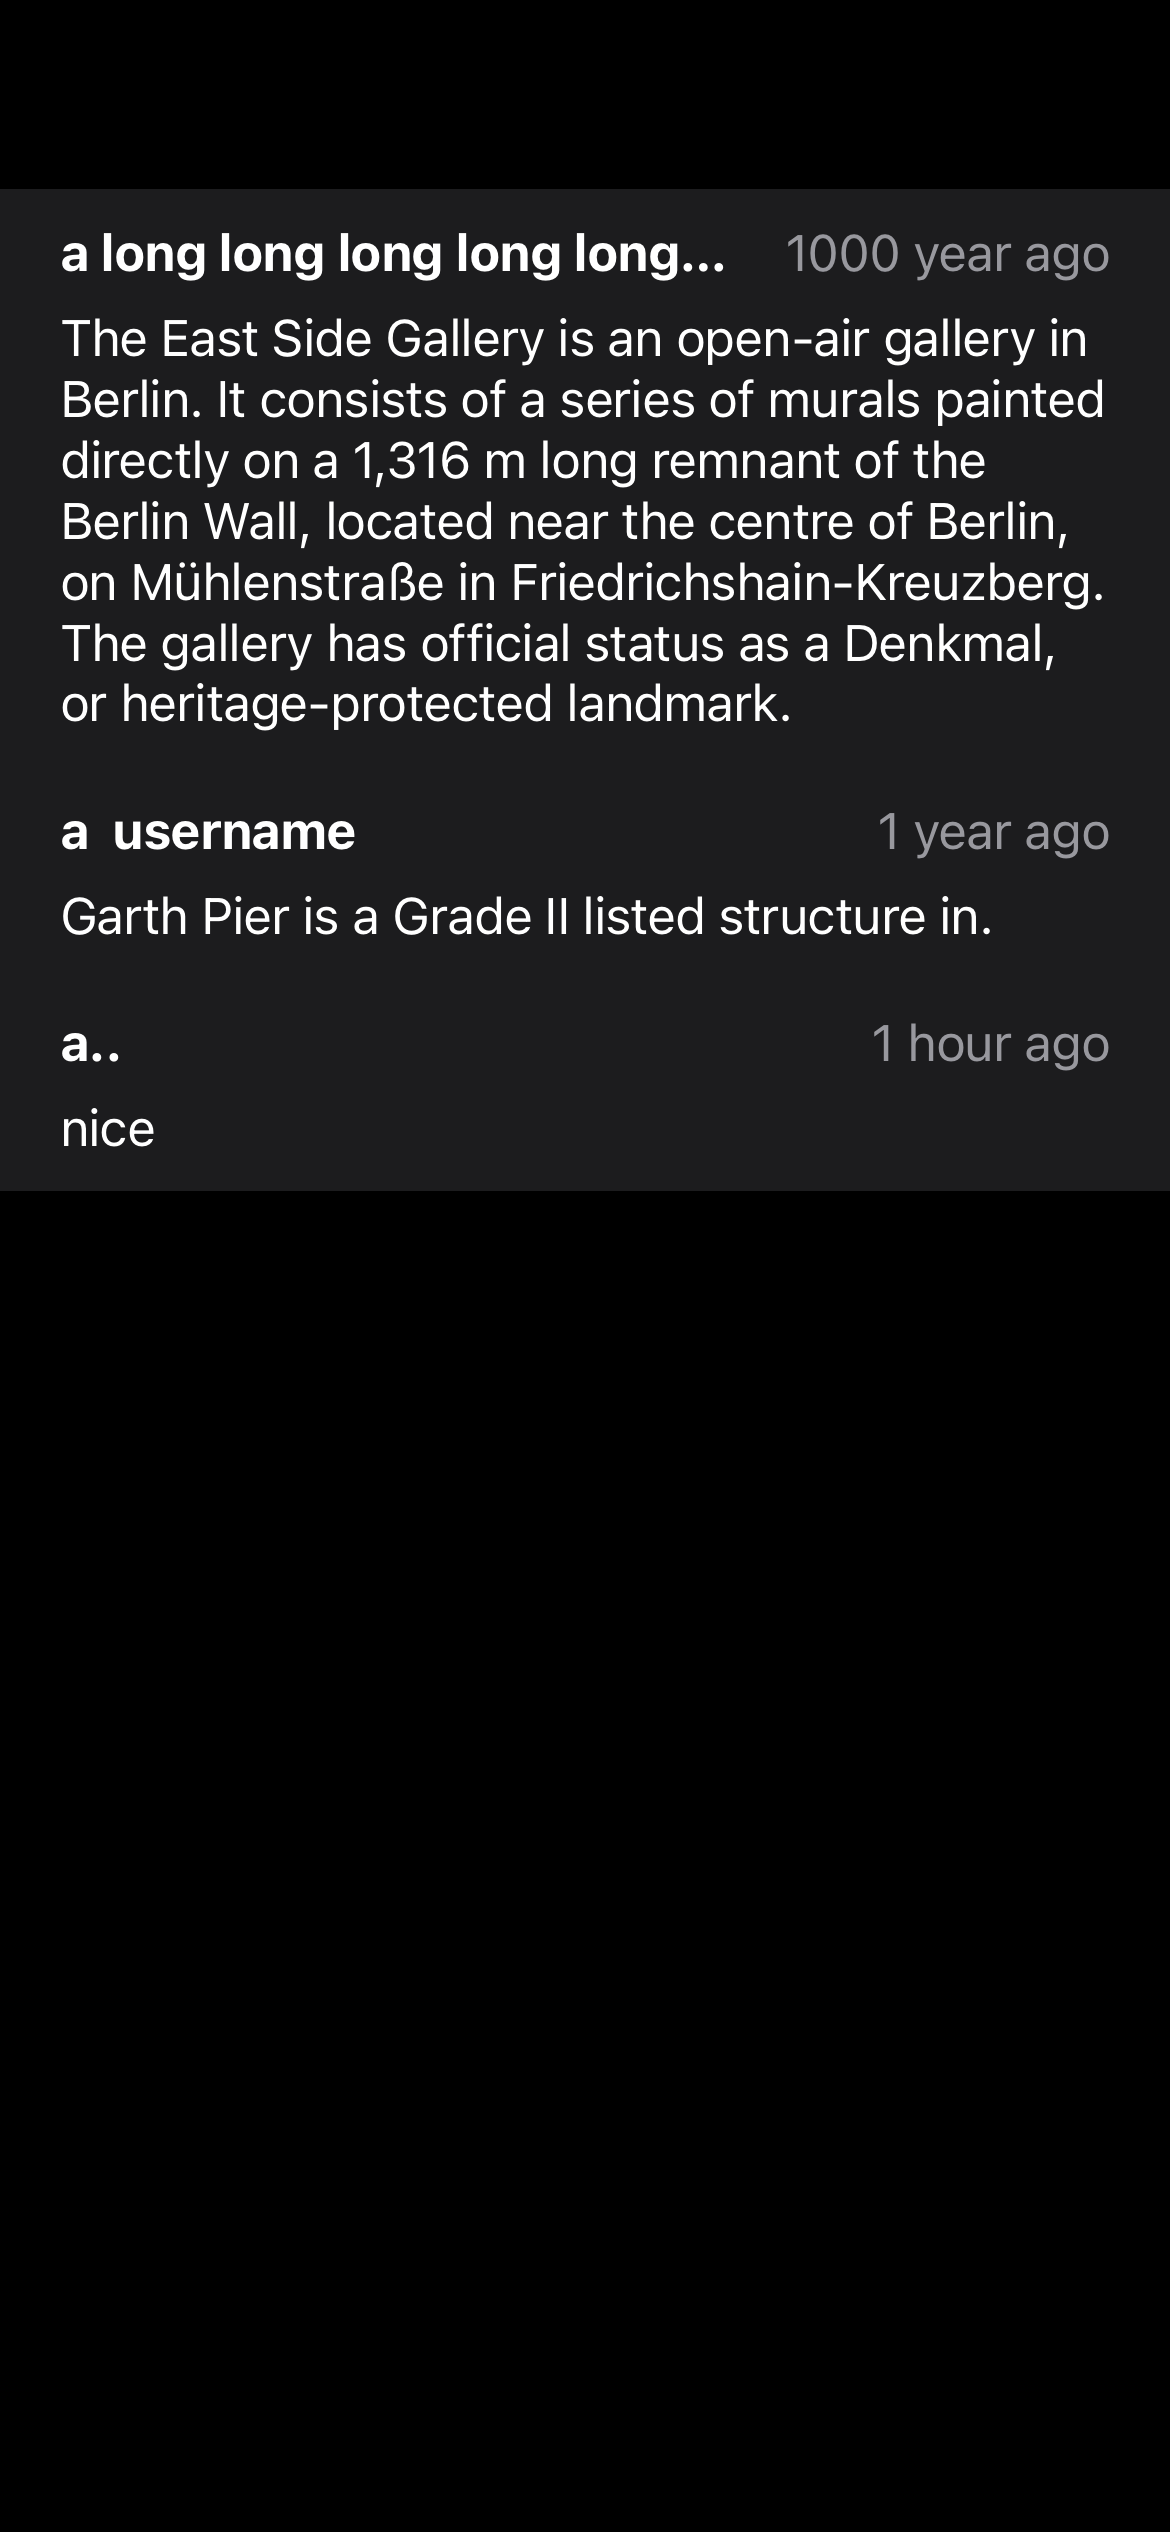 a long long long long long... 1000 year ago
The East Side Gallery is an open-air gallery in
Berlin. It consists of a series of murals painted
directly on a 1,316 m long remnant of the
Berlin Wall, located near the centre of Berlin,
on Mühlenstraße in Friedrichshain-Kreuzberg.
The gallery has official status as a Denkmal,
or heritage-protected landmark.
a  username 1 year ago
Garth Pier is a Grade II listed structure in.
a.. 1 hour ago
nice